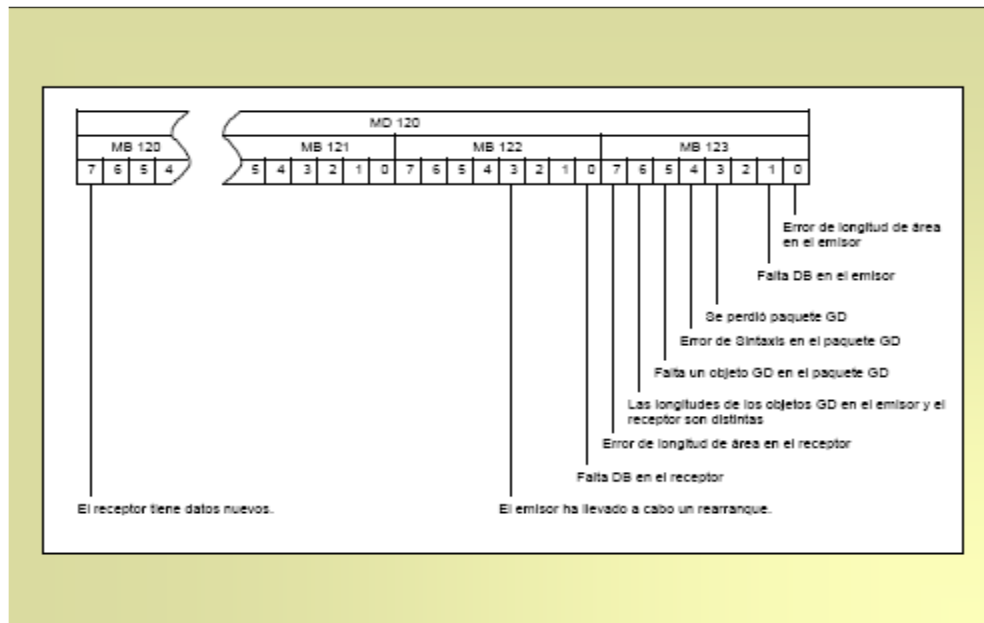 MD 120
MB 120 MB 121 MB 122 MB 123
7 6 5 4 5 4 3 2 1 0 7 6 5 4 3 2 1 0 7 6 5 4 3 2 1 0
Error de longitud de área
en el emisor
Falta DB en el emisor
Se perdió paquete GD
Error de Sintaxis en el paquete GD
Falta un objeto GD en el paquete GD
Las longitudes de los objetos GD en el emisor y el
receptor son distintas
Error de longitud de área en el receptor
Falta DB en el receptor
El receptor tiene datos nuevos. El emisor ha llevado a cabo un rearranque.